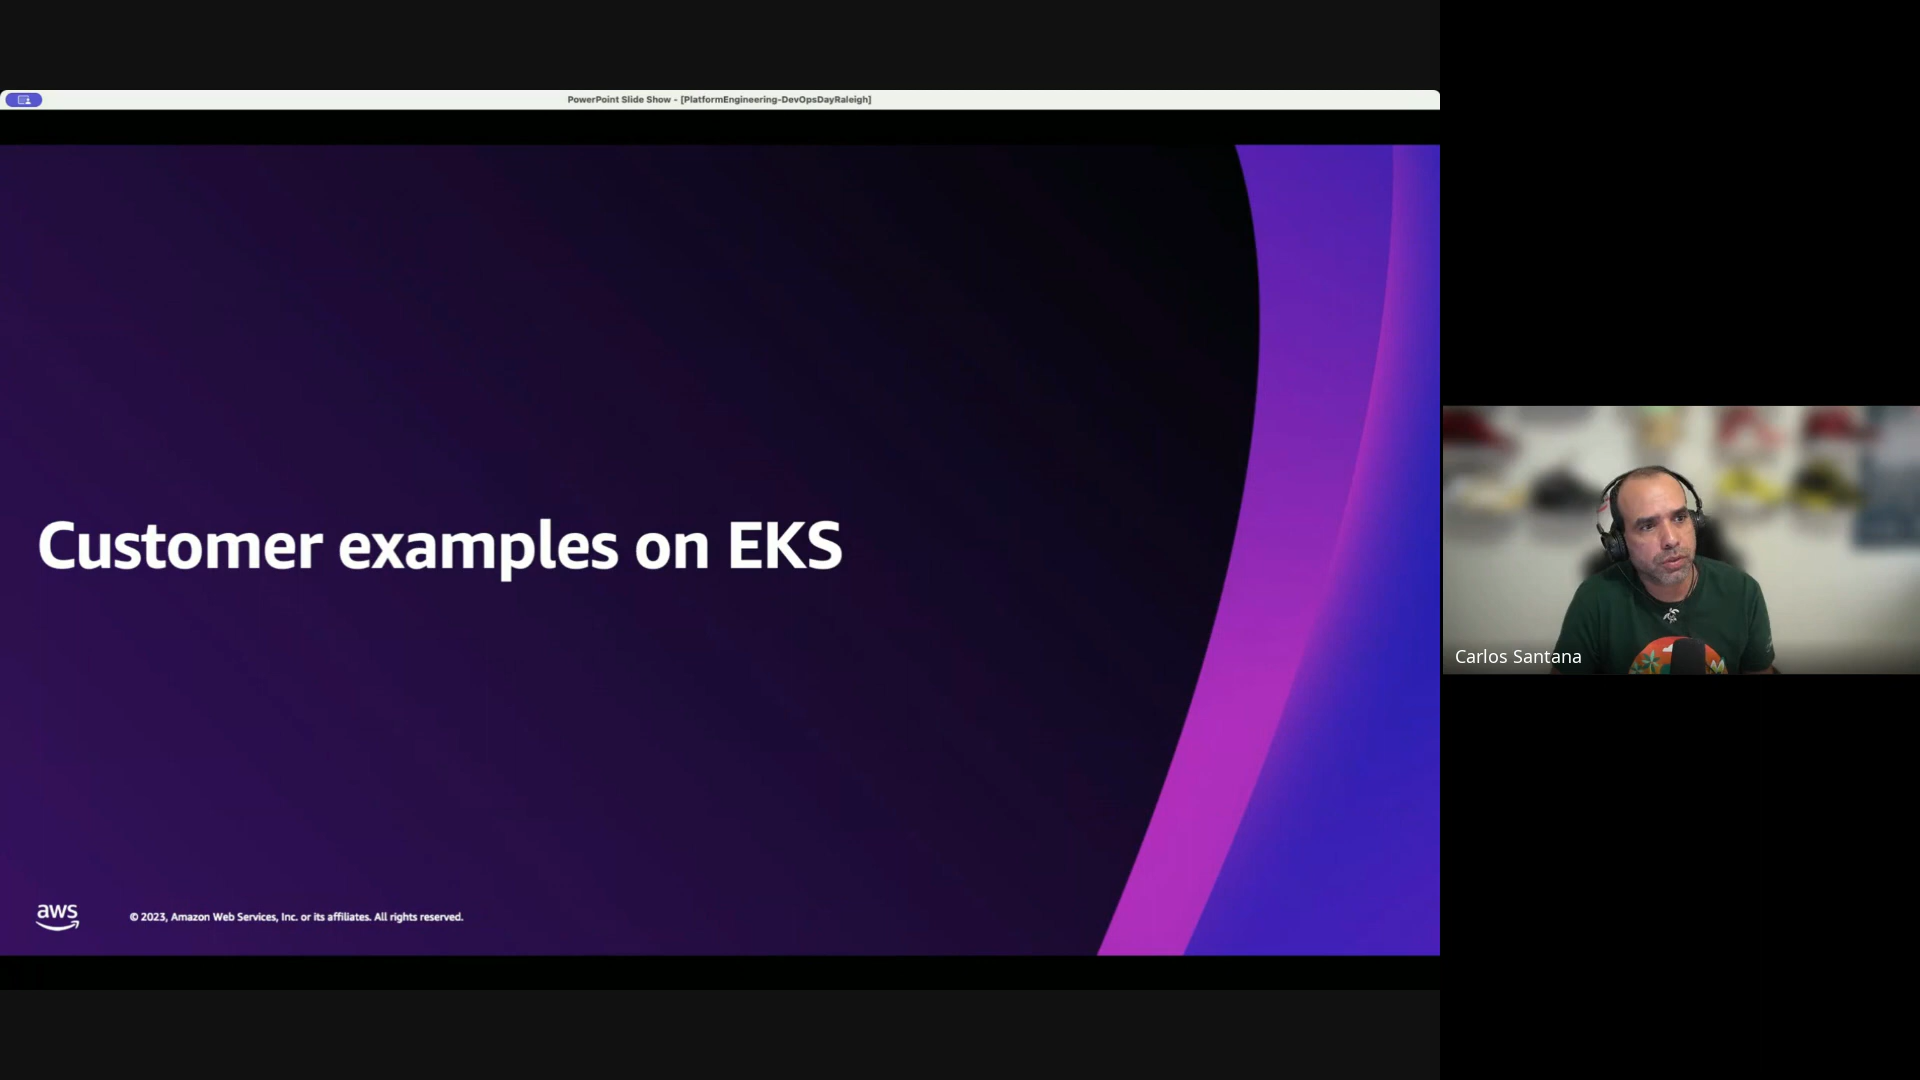 PowerPoint Slide Show - [PlatformEngineering-DevOpsDayRaleigh]
Customer examples on EKS
aws
© 2023, Amazon Web Services, Inc. or its affiliates. All rights reserved.
Carlos Santana